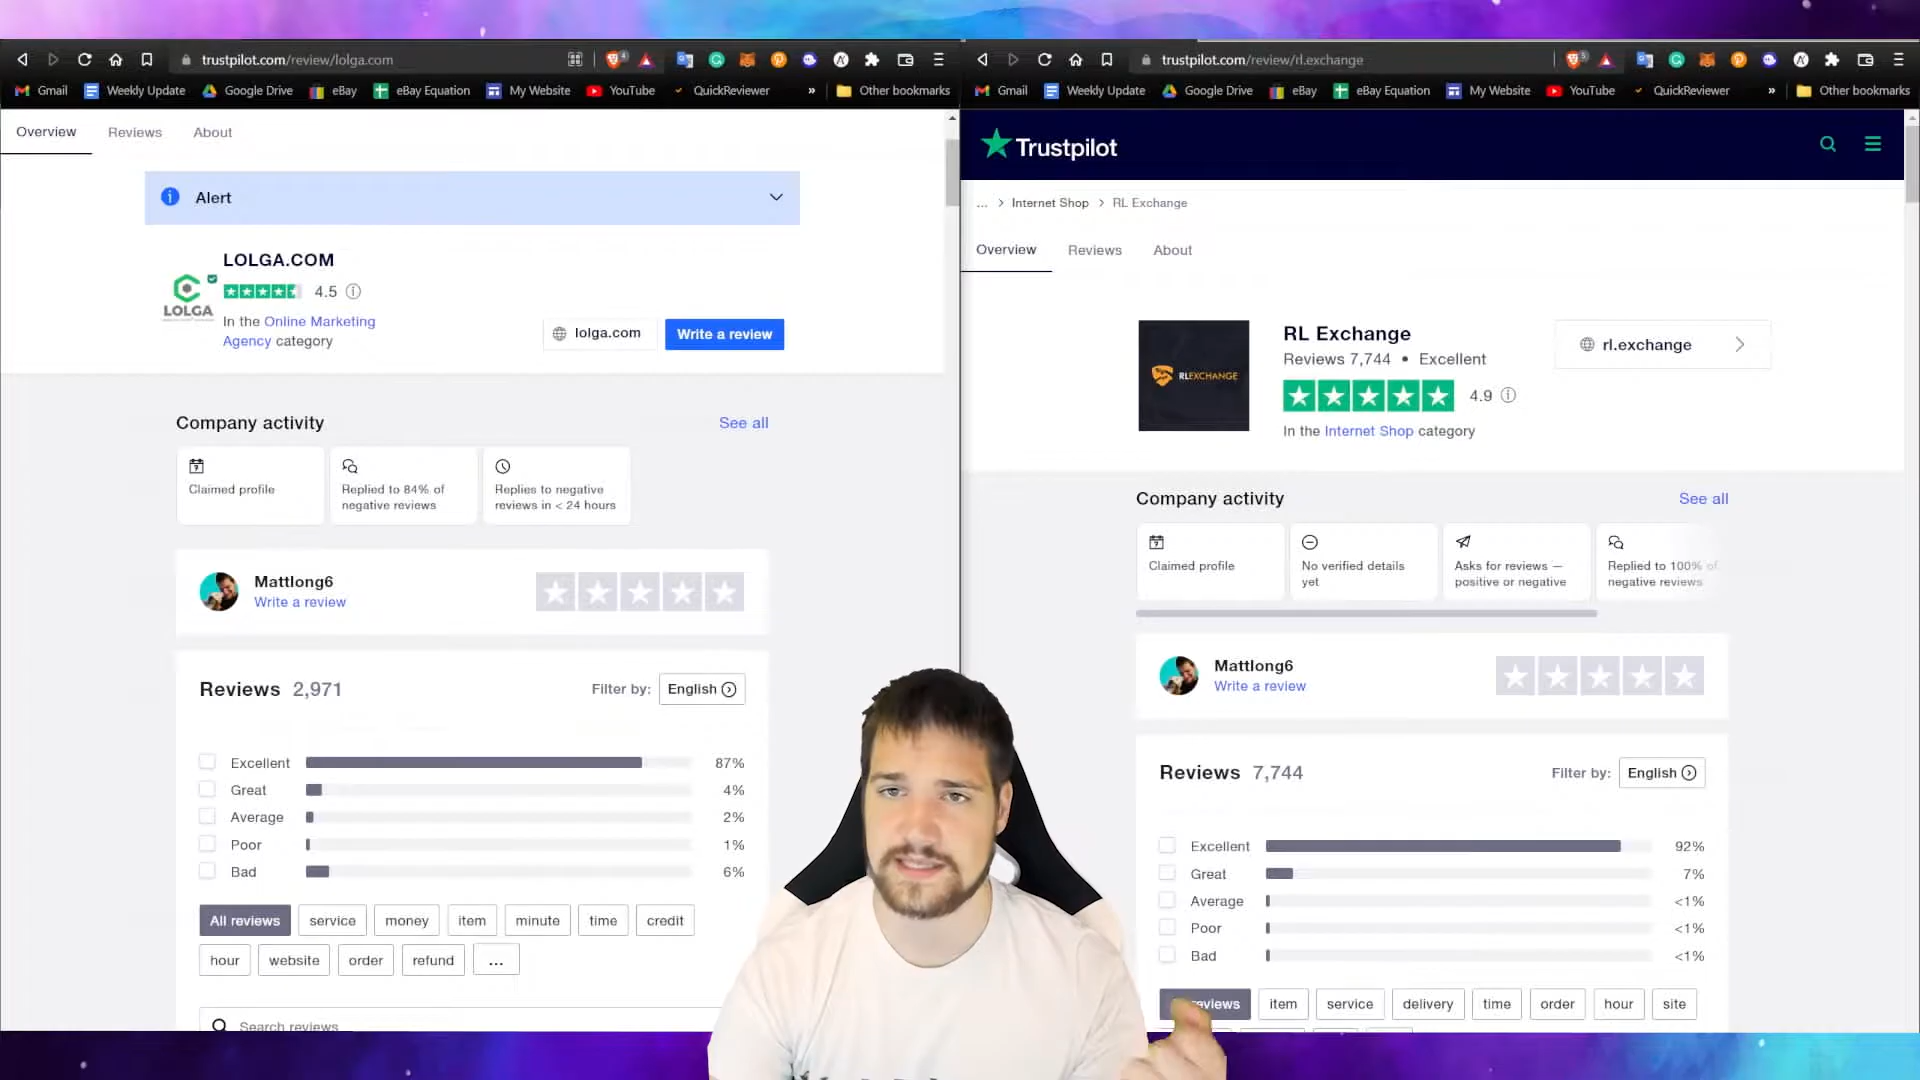 trustpilot.com/review/lolga.com
Gmail Weekly Update Google Drive eBay eBay Equation My Website YouTube QuickReviewer » Other bookmarks
Overview Reviews About
Alert
LOLGA.COM
4.5
LOLGA
In the Online Marketing
Agency category
lolga.com
Write a review
Company activity
See all
Claimed profile
Replied to 84% of
negative reviews
Replies to negative
reviews in < 24 hours
Mattlong6
Write a review
Reviews 2,971
Filter by: English
Excellent 87%
Great 4%
Average 2%
Poor 1%
Bad 6%
All reviews service money item minute time credit
hour website order refund ...
Search reviews
trustpilot.com/review/rl.exchange
Gmail Weekly Update Google Drive eBay eBay Equation My Website YouTube QuickReviewer » Other bookmarks
Trustpilot
... > Internet Shop > RL Exchange
Overview Reviews About
RLEXCHANGE
RL Exchange
Reviews 7,744 • Excellent
4.9
In the Internet Shop category
rl.exchange
Company activity
See all
Claimed profile
No verified details
yet
Asks for reviews —
positive or negative
Replied to 100% of
negative reviews
Mattlong6
Write a review
Reviews 7,744
Filter by: English
Excellent 92%
Great 7%
Average <1%
Poor <1%
Bad <1%
reviews item service delivery time order hour site